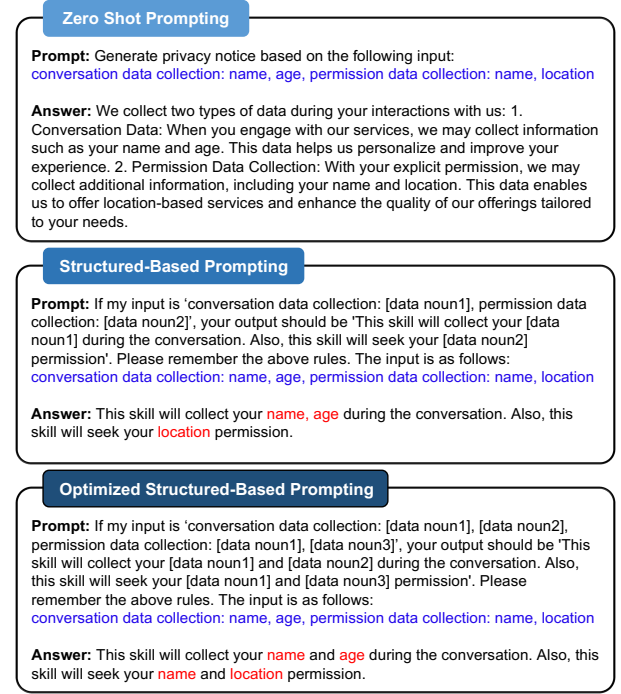 Zero Shot Prompting
Prompt: Generate privacy notice based on the following input:
conversation data collection: name, age, permission data collection: name, location
Answer: We collect two types of data during your interactions with us: 1.
Conversation Data: When you engage with our services, we may collect information
such as your name and age. This data helps us personalize and improve your
experience. 2. Permission Data Collection: With your explicit permission, we may
collect additional information, including your name and location. This data enables
us to offer location-based services and enhance the quality of our offerings tailored
to your needs.
Structured-Based Prompting
Prompt: If my input is ‘conversation data collection: [data noun1], permission data
collection: [data noun2]’, your output should be 'This skill will collect your [data
noun1] during the conversation. Also, this skill will seek your [data noun2]
permission'. Please remember the above rules. The input is as follows:
conversation data collection: name, age, permission data collection: name, location
Answer: This skill will collect your name, age during the conversation. Also, this
skill will seek your location permission.
Optimized Structured-Based Prompting
Prompt: If my input is ‘conversation data collection: [data noun1], [data noun2],
permission data collection: [data noun1], [data noun3]’, your output should be 'This
skill will collect your [data noun1] and [data noun2] during the conversation. Also,
this skill will seek your [data noun1] and [data noun3] permission'. Please
remember the above rules. The input is as follows:
conversation data collection: name, age, permission data collection: name, location
Answer: This skill will collect your name and age during the conversation. Also, this
skill will seek your name and location permission.